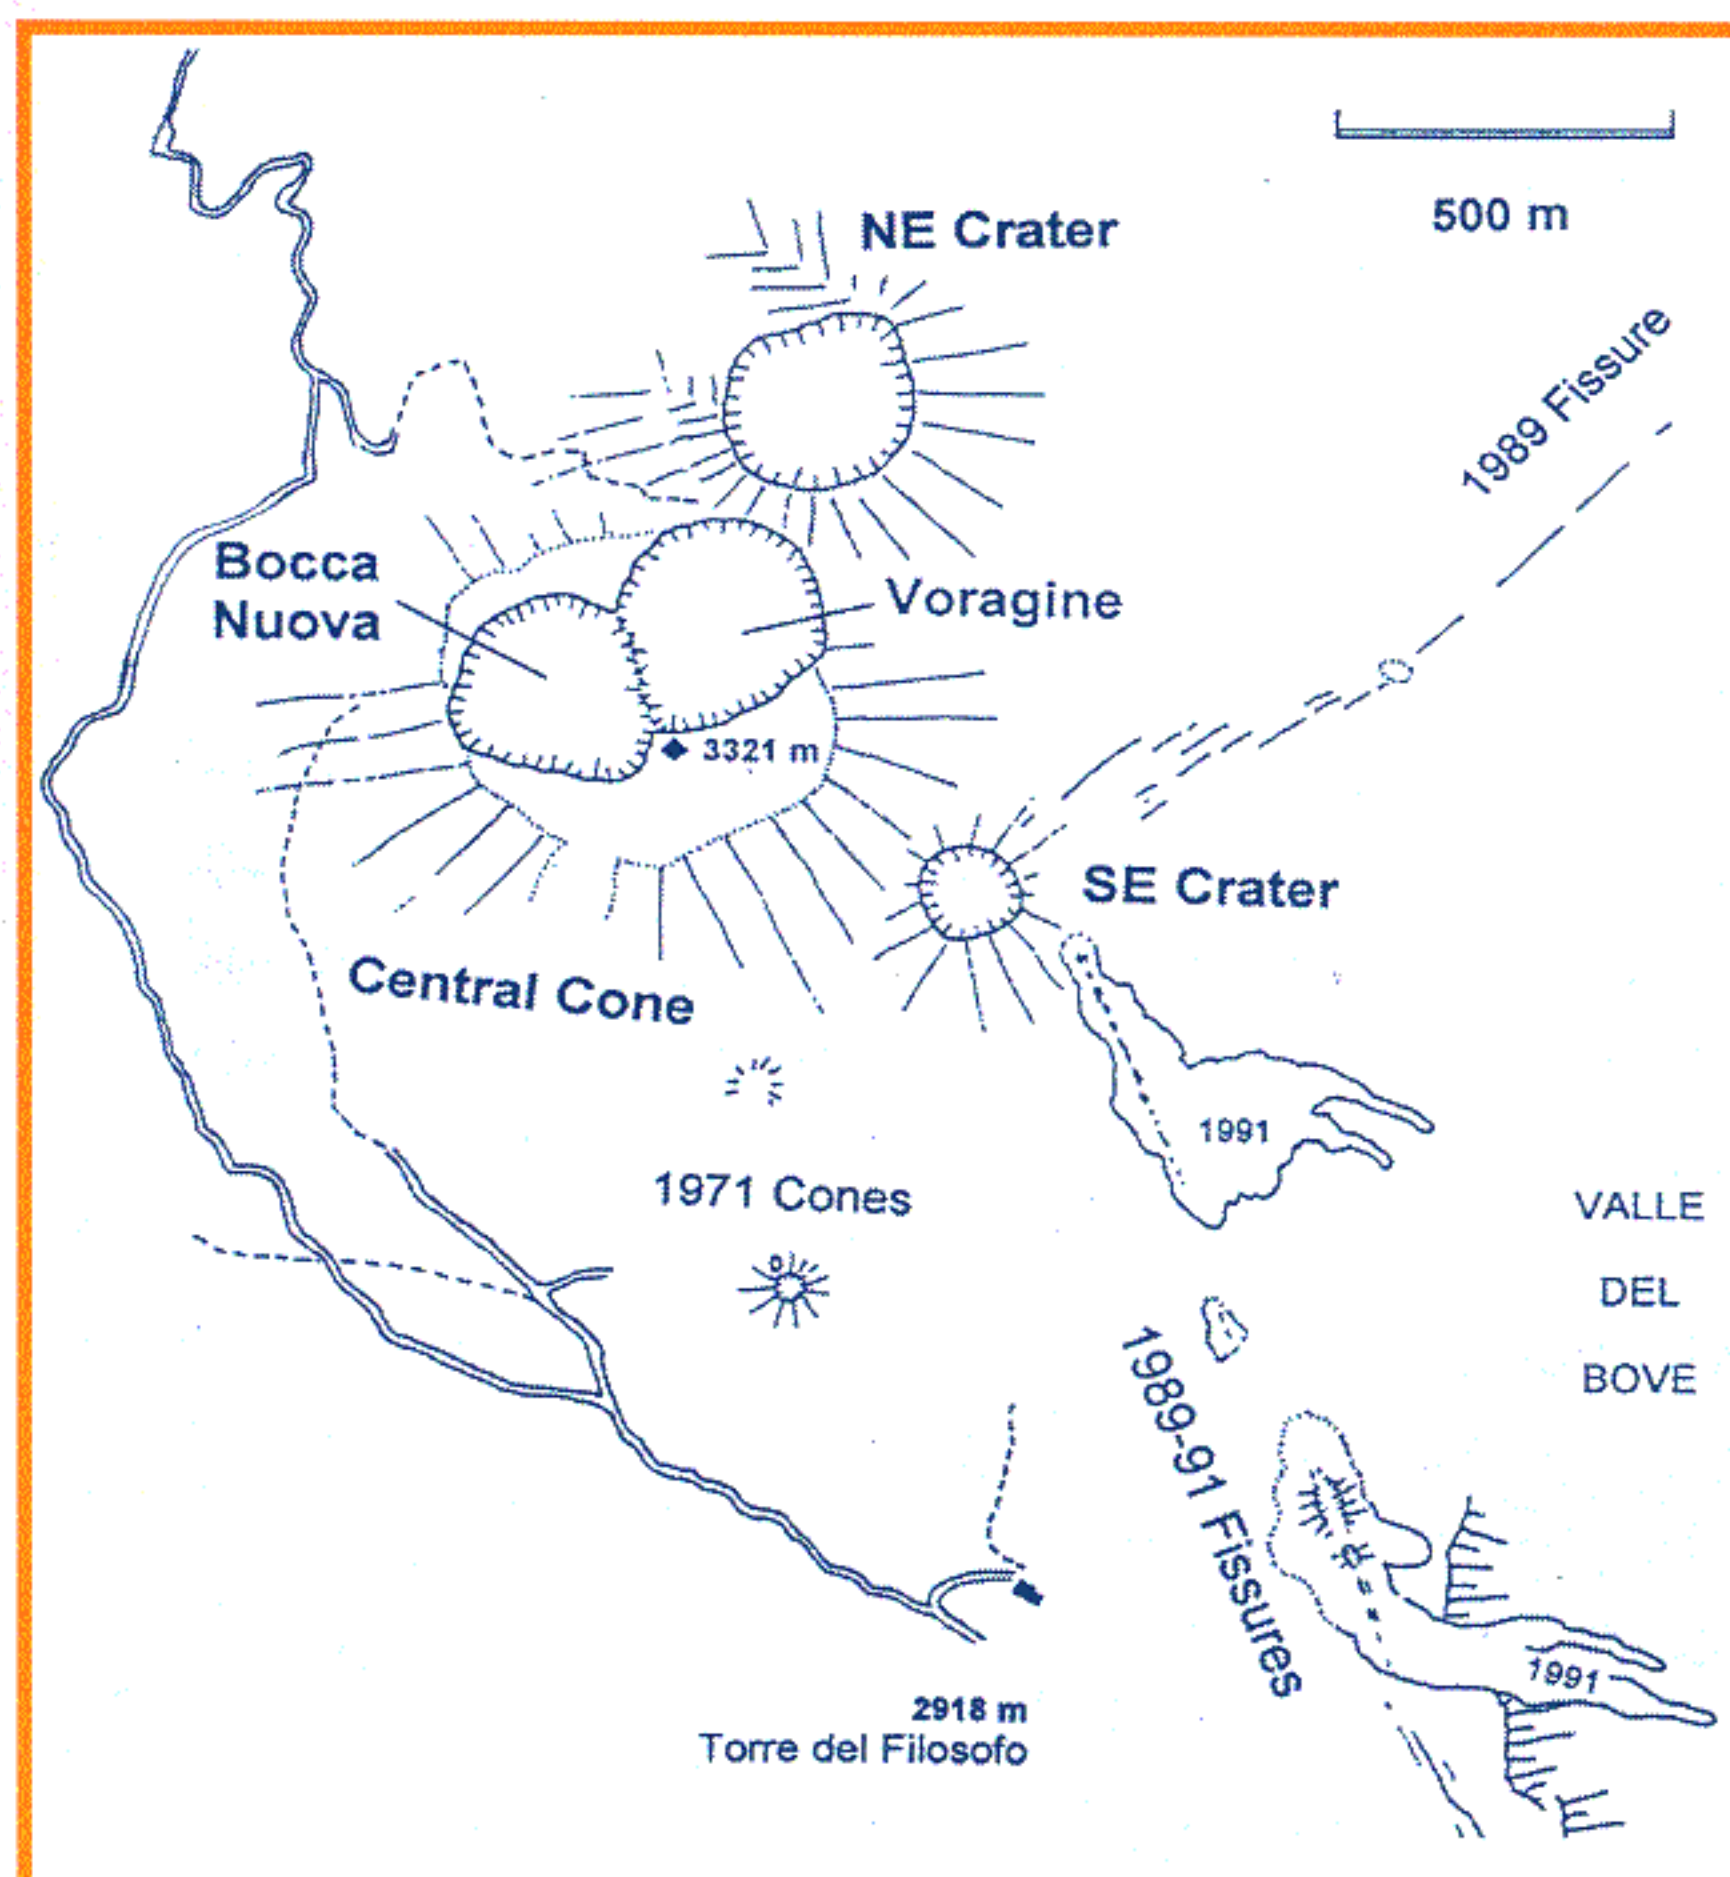 500 m
NE Crater
1989 Fissure
Bocca
Nuova
Voragine
3321 m
SE Crater
Central Cone
1991
1971 Cones
VALLE
DEL
BOVE
1989-91 Fissures
1991
2918 m
Torre del Filosofo